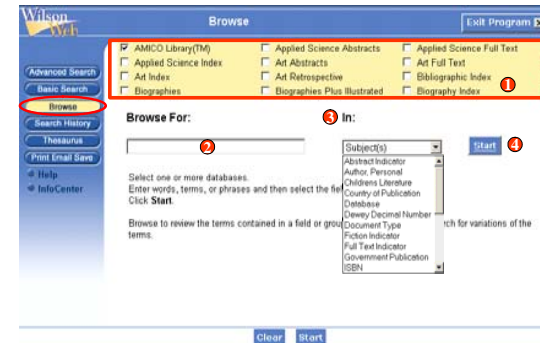 Wilson
Web
Browse
Exit Program
AMICO Library(TM) Applied Science Abstracts Applied Science Full Text
Applied Science Index Art Abstracts Art Full Text
Art Index Art Retrospective Bibliographic Index
Biographies Biographies Plus Illustrated Biography Index
1
Advanced Search
Basic Search
Browse
Search History
Thesaurus
Print Email Save
Help
InfoCenter
Browse For: 3 In:
2 Subject(s) Start 4
Abstract Indicator
Author, Personal
Childrens Literature
Country of Publication
Database
Dewey Decimal Number
Document Type
Fiction Indicator
Full Text Indicator
Government Publication
ISBN
Select one or more databases.
Enter words, terms, or phrases and then select the fie
Click Start.
Browse to review the terms contained in a field or grou rch for variations of the
terms.
Clear Start